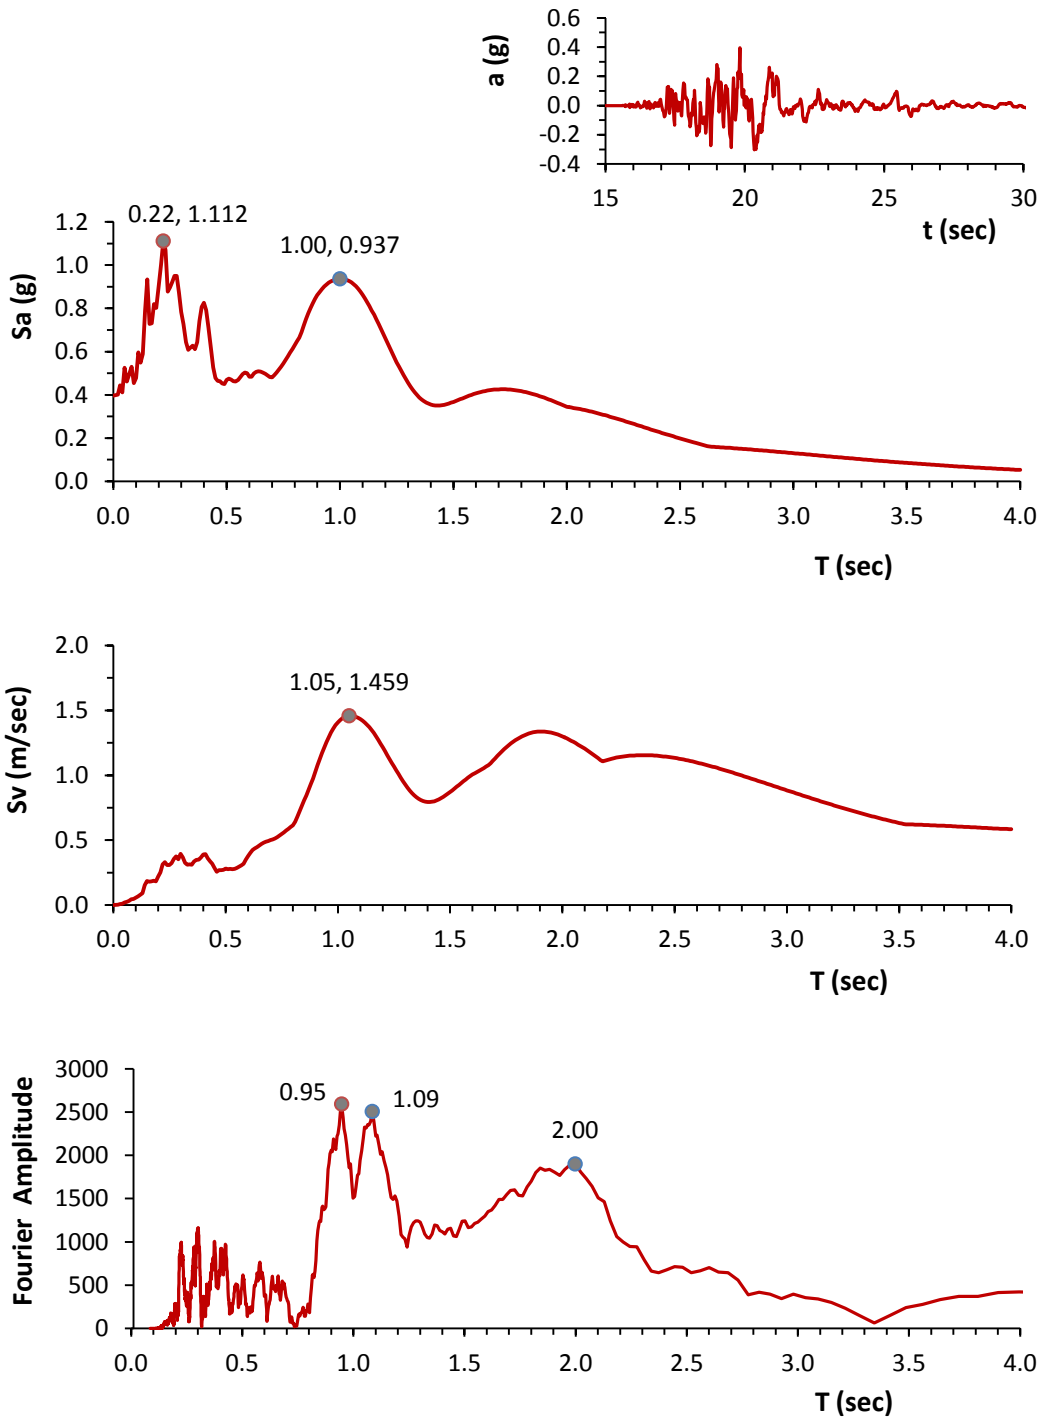 a (g)
0.6
0.4
0.2
0.0
-0.2
-0.4
15 20 25 30
t (sec)
0.22, 1.112
1.00, 0.937
Sa (g)
1.2
1.0
0.8
0.6
0.4
0.2
0.0
0.0 0.5 1.0 1.5 2.0 2.5 3.0 3.5 4.0
T (sec)
1.05, 1.459
Sv (m/sec)
2.0
1.5
1.0
0.5
0.0
0.0 0.5 1.0 1.5 2.0 2.5 3.0 3.5 4.0
T (sec)
0.95
1.09
2.00
Fourier Amplitude
3000
2500
2000
1500
1000
500
0
0.0 0.5 1.0 1.5 2.0 2.5 3.0 3.5 4.0
T (sec)